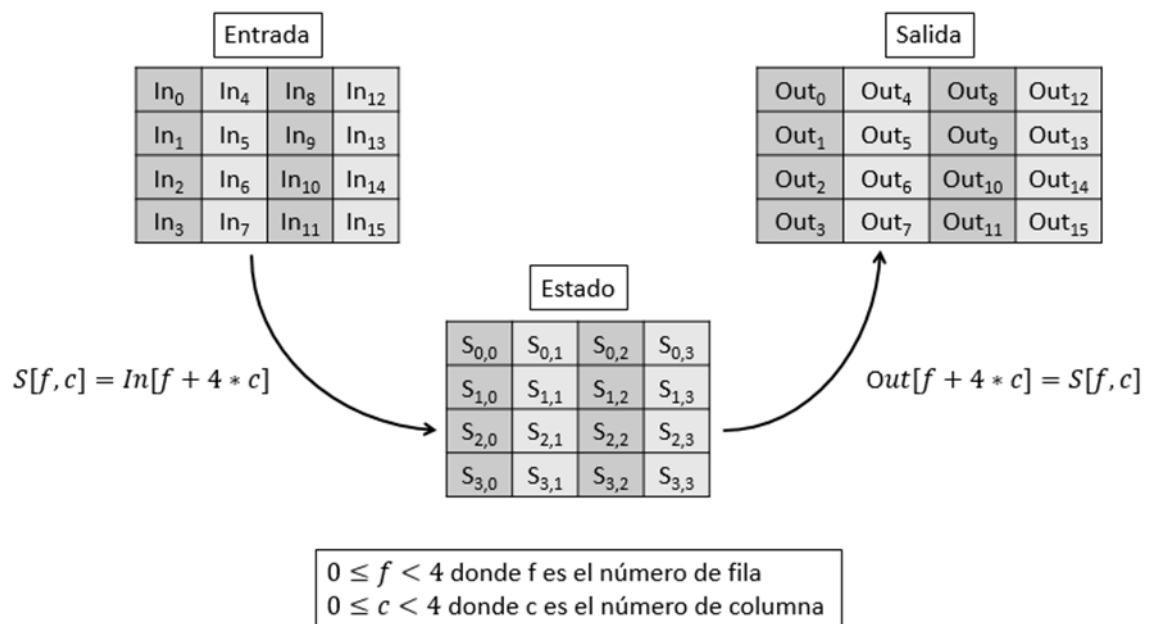 Entrada
In0 In4 In8 In12
In1 In5 In9 In13
In2 In6 In10 In14
In3 In7 In11 In15
Salida
Out0 Out4 Out8 Out12
Out1 Out5 Out9 Out13
Out2 Out6 Out10 Out14
Out3 Out7 Out11 Out15
S[f, c] = In[f + 4 * c]
Estado
S0,0 S0,1 S0,2 S0,3
S1,0 S1,1 S1,2 S1,3
S2,0 S2,1 S2,2 S2,3
S3,0 S3,1 S3,2 S3,3
Out[f + 4 * c] = S[f, c]
0 ≤ f < 4 donde f es el número de fila
0 ≤ c < 4 donde c es el número de columna